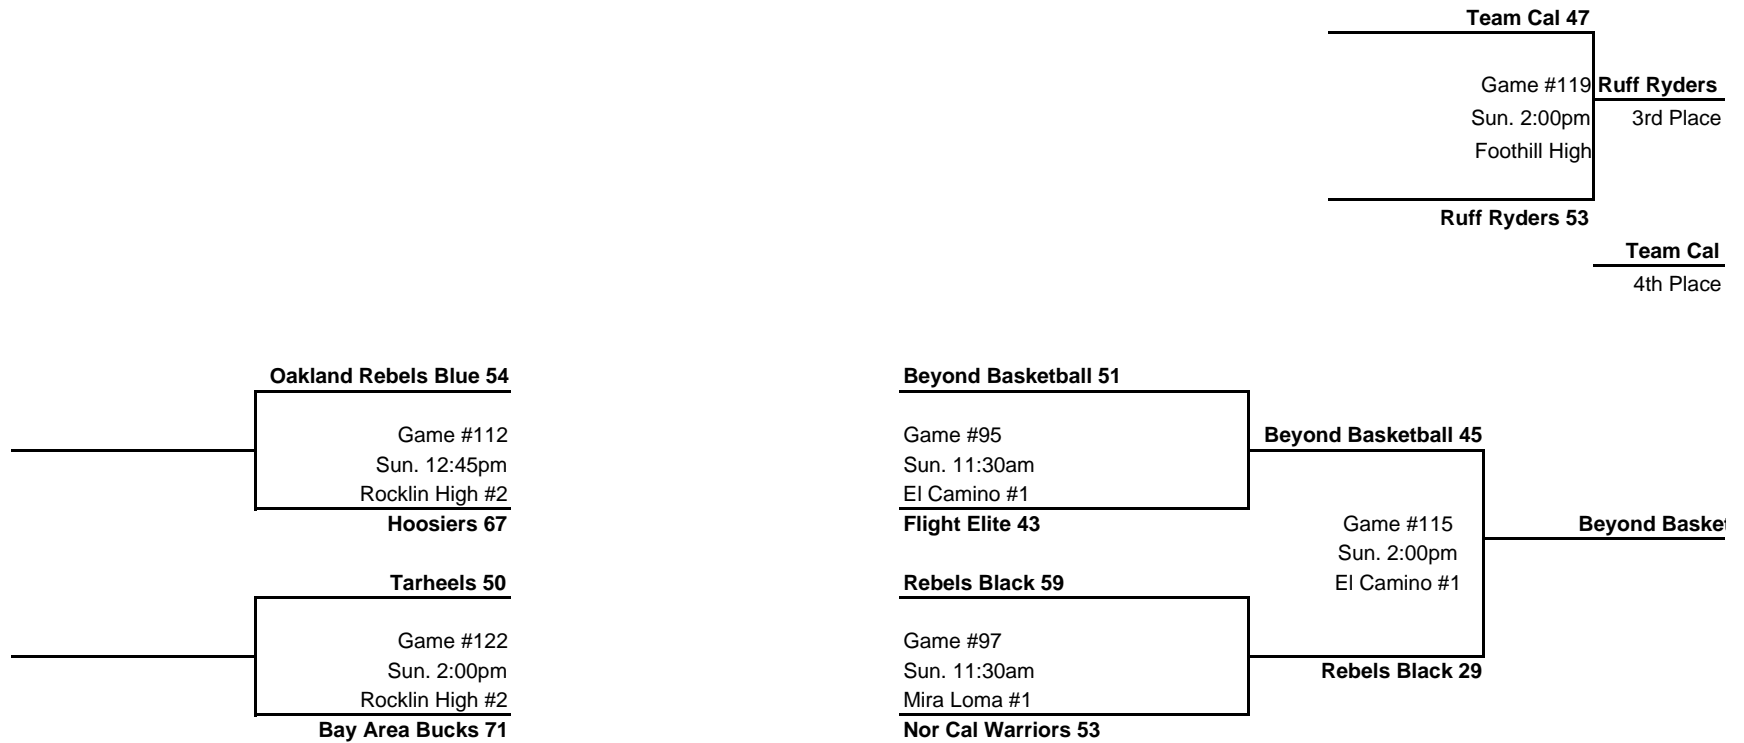 Team Cal 47
Game #119 Ruff Ryders
Sun. 2:00pm 3rd Place
Foothill High
Ruff Ryders 53
Team Cal
4th Place
Oakland Rebels Blue 54
Game #112
Sun. 12:45pm
Rocklin High #2
Hoosiers 67
Tarheels 50
Game #122
Sun. 2:00pm
Rocklin High #2
Bay Area Bucks 71
Beyond Basketball 51
Game #95
Sun. 11:30am
El Camino #1
Flight Elite 43
Rebels Black 59
Game #97
Sun. 11:30am
Mira Loma #1
Nor Cal Warriors 53
Beyond Basketball 45
Game #115
Sun. 2:00pm
El Camino #1
Rebels Black 29
Beyond Basket